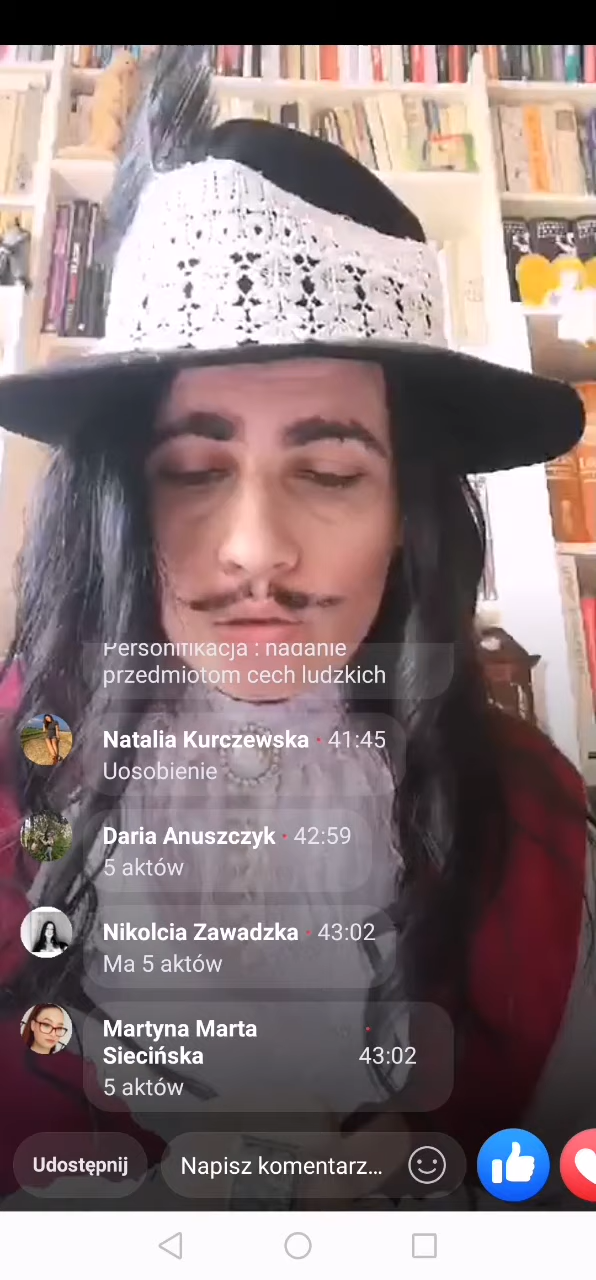 Personifikacja : nadanie
przedmiotom cech ludzkich
Natalia Kurczewska · 41:45
Uosobienie
Daria Anuszczyk · 42:59
5 aktów
Nikolcia Zawadzka · 43:02
Ma 5 aktów
Martyna Marta ·
Siecińska 43:02
5 aktów
Udostępnij Napisz komentarz...